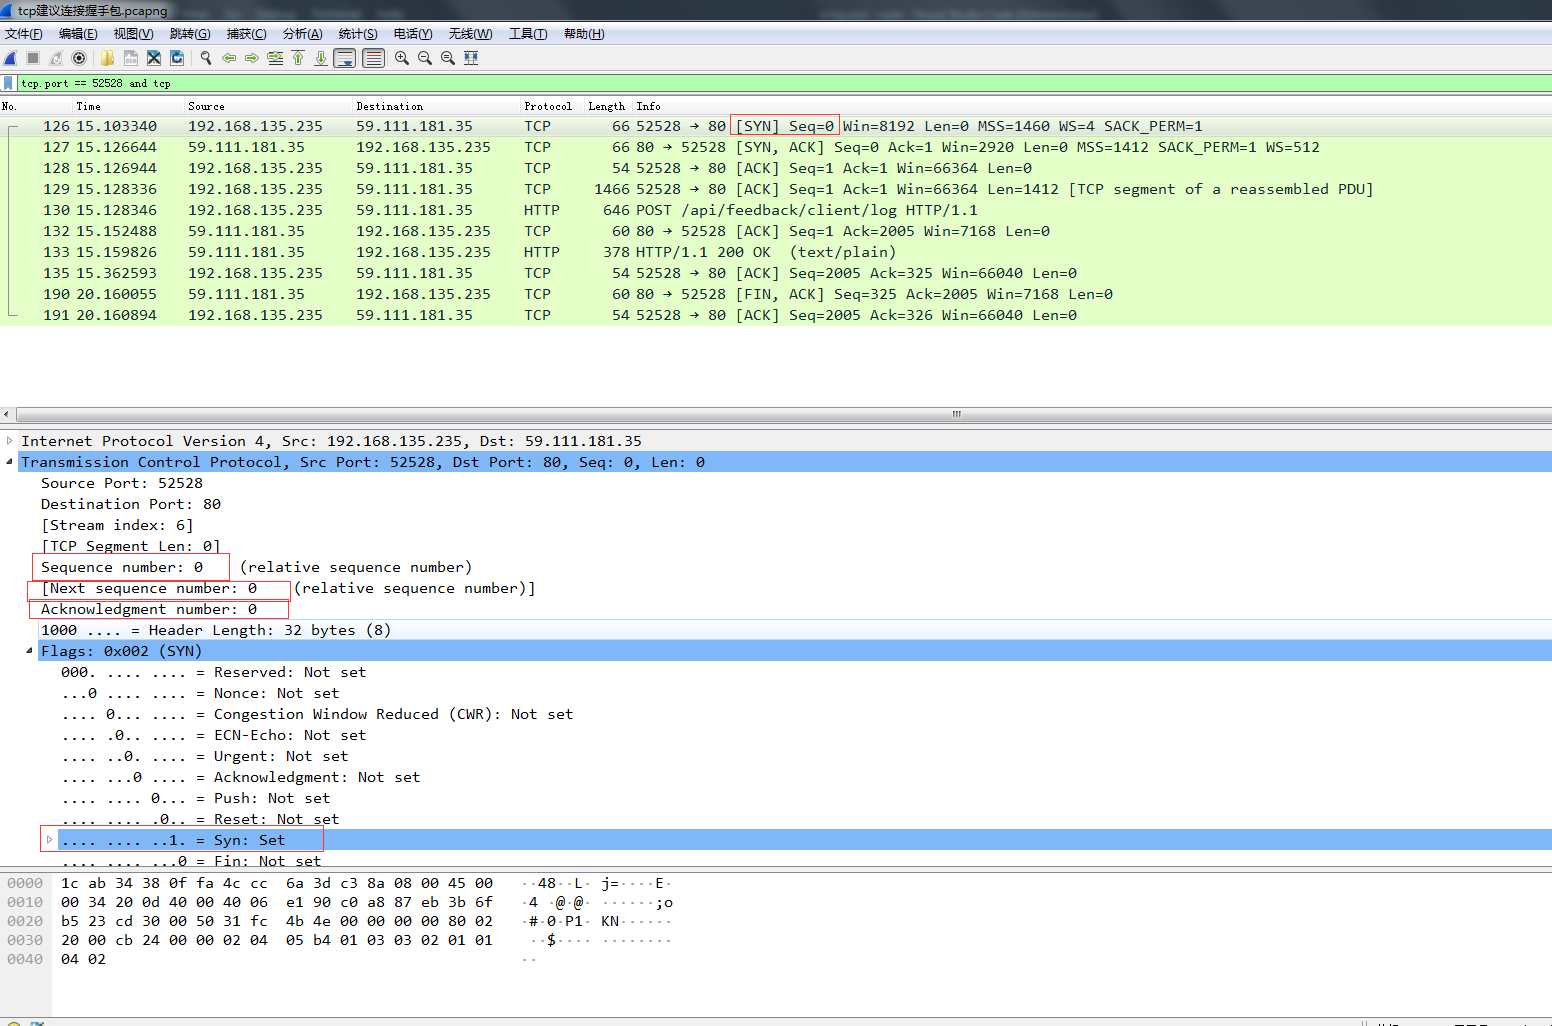 tcp建议连接握手包.pcapng
文件(F) 编辑(E) 视图(V) 跳转(G) 捕获(C) 分析(A) 统计(S) 电话(Y) 无线(W) 工具(T) 帮助(H)
tcp.port == 52528 and tcp
No. Time Source Destination Protocol Length Info
126 15.103340 192.168.135.235 59.111.181.35 TCP 66 52528 → 80 [SYN] Seq=0 Win=8192 Len=0 MSS=1460 WS=4 SACK_PERM=1
127 15.126644 59.111.181.35 192.168.135.235 TCP 66 80 → 52528 [SYN, ACK] Seq=0 Ack=1 Win=2920 Len=0 MSS=1412 SACK_PERM=1 WS=512
128 15.126944 192.168.135.235 59.111.181.35 TCP 54 52528 → 80 [ACK] Seq=1 Ack=1 Win=66364 Len=0
129 15.128336 192.168.135.235 59.111.181.35 TCP 1466 52528 → 80 [ACK] Seq=1 Ack=1 Win=66364 Len=1412 [TCP segment of a reassembled PDU]
130 15.128346 192.168.135.235 59.111.181.35 HTTP 646 POST /api/feedback/client/log HTTP/1.1
132 15.152488 59.111.181.35 192.168.135.235 TCP 60 80 → 52528 [ACK] Seq=1 Ack=2005 Win=7168 Len=0
133 15.159826 59.111.181.35 192.168.135.235 HTTP 378 HTTP/1.1 200 OK (text/plain)
135 15.362593 192.168.135.235 59.111.181.35 TCP 54 52528 → 80 [ACK] Seq=2005 Ack=325 Win=66040 Len=0
190 20.160055 59.111.181.35 192.168.135.235 TCP 60 80 → 52528 [FIN, ACK] Seq=325 Ack=2005 Win=7168 Len=0
191 20.160894 192.168.135.235 59.111.181.35 TCP 54 52528 → 80 [ACK] Seq=2005 Ack=326 Win=66040 Len=0
Internet Protocol Version 4, Src: 192.168.135.235, Dst: 59.111.181.35
Transmission Control Protocol, Src Port: 52528, Dst Port: 80, Seq: 0, Len: 0
Source Port: 52528
Destination Port: 80
[Stream index: 6]
[TCP Segment Len: 0]
Sequence number: 0 (relative sequence number)
[Next sequence number: 0 (relative sequence number)]
Acknowledgment number: 0
1000 .... = Header Length: 32 bytes (8)
Flags: 0x002 (SYN)
000. .... .... = Reserved: Not set
...0 .... .... = Nonce: Not set
.... 0... .... = Congestion Window Reduced (CWR): Not set
.... .0.. .... = ECN-Echo: Not set
.... ..0. .... = Urgent: Not set
.... ...0 .... = Acknowledgment: Not set
.... .... 0... = Push: Not set
.... .... .0.. = Reset: Not set
.... .... ..1. = Syn: Set
.... .... ...0 = Fin: Not set
0000 1c ab 34 38 0f fa 4c cc 6a 3d c3 8a 08 00 45 00 ··48··L· j=····E·
0010 00 34 20 0d 40 00 40 06 e1 90 c0 a8 87 eb 3b 6f ·4 ·@·@· ······;o
0020 b5 23 cd 30 00 50 31 fc 4b 4e 00 00 00 00 80 02 ·#·0·P1· KN······
0030 20 00 cb 24 00 00 02 04 05 b4 01 03 03 02 01 01 ··$···· ········
0040 04 02 ··